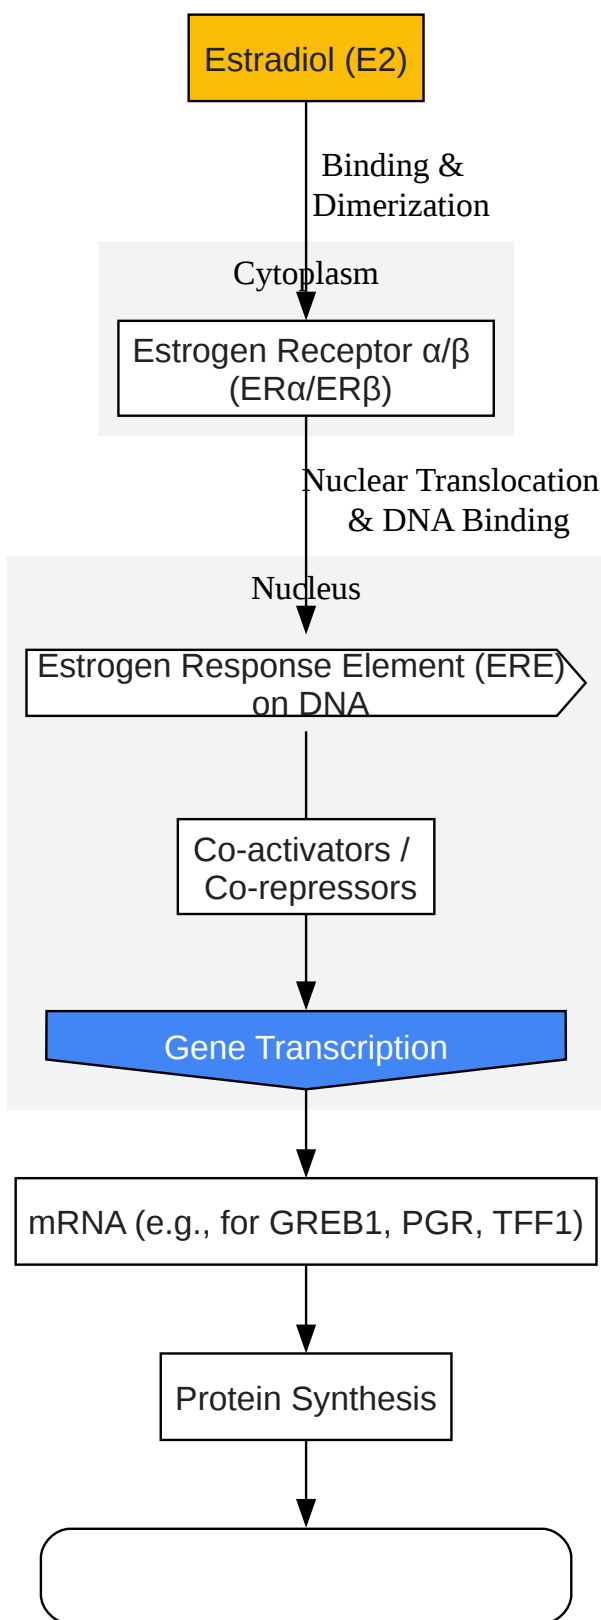 Estradiol (E2)
Binding &
Dimerization
Cytoplasm
Estrogen Receptor α/β
(ERα/ERβ)
Nuclear Translocation
& DNA Binding
Nucleus
Estrogen Response Element (ERE)
on DNA
Co-activators /
Co-repressors
Gene Transcription
mRNA (e.g., for GREB1, PGR, TFF1)
Protein Synthesis